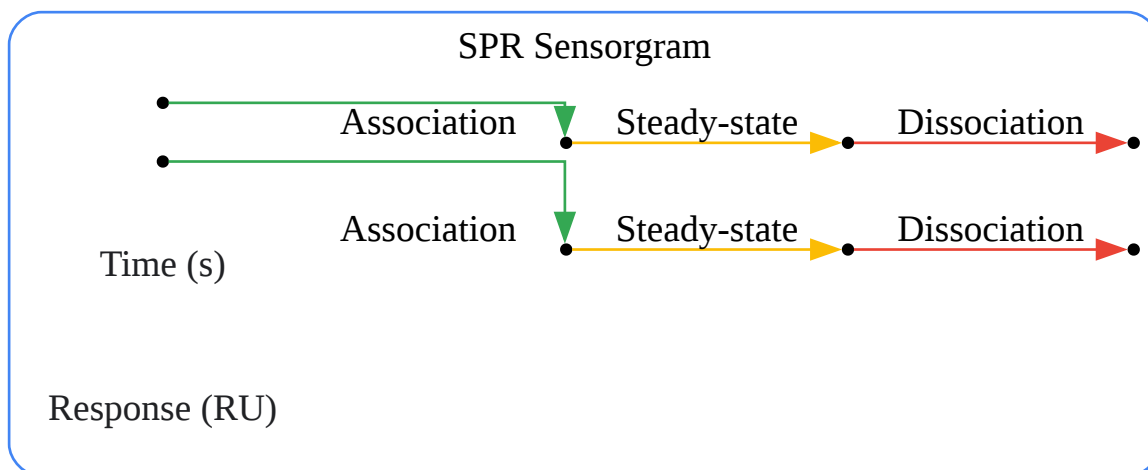 SPR Sensorgram
Association Steady-state Dissociation
Association Steady-state Dissociation
Time (s)
Response (RU)